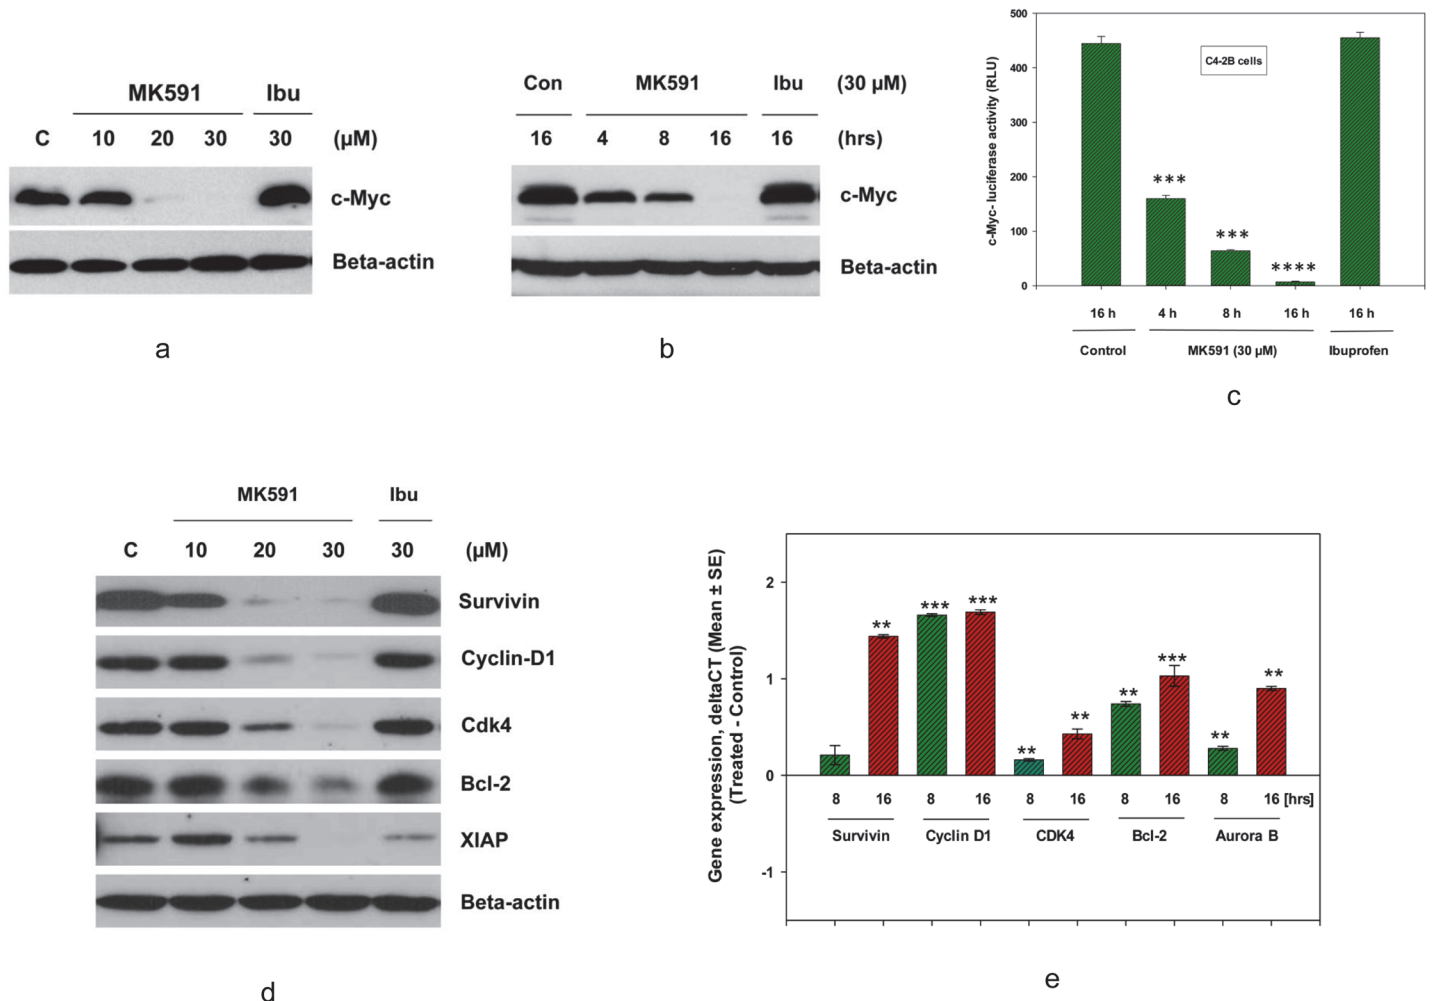 MK591 Ibu
C 10 20 30 30 (µM)
c-Myc
Beta-actin
a
Con MK591 Ibu (30 µM)
16 4 8 16 16 (hrs)
c-Myc
Beta-actin
b
500
400
300
200
100
0
c-Myc- luciferase activity (RLU)
C4-2B cells
***
***
****
16 h 4 h 8 h 16 h 16 h
Control MK591 (30 µM) Ibuprofen
c
MK591 Ibu
C 10 20 30 30 (µM)
Survivin
Cyclin-D1
Cdk4
Bcl-2
XIAP
Beta-actin
d
Gene expression, deltaCT (Mean ± SE)
(Treated - Control)
2
1
0
-1
** *** *** ** ** ** *** ** **
8 16 8 16 8 16 8 16 8 16 [hrs]
Survivin Cyclin D1 CDK4 Bcl-2 Aurora B
e